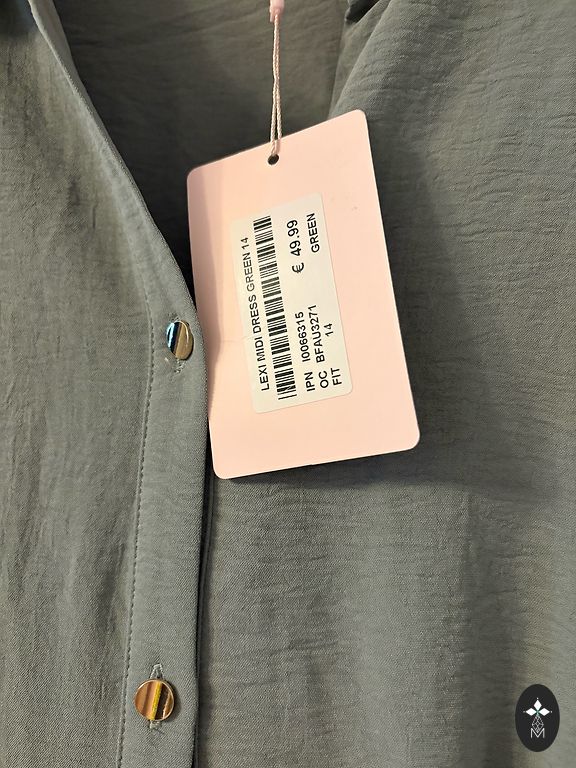 LEXI MIDI DRESS GREEN 14
€ 49.99
IPN I0066315
OC BFAU3271
FIT 14
GREEN
M